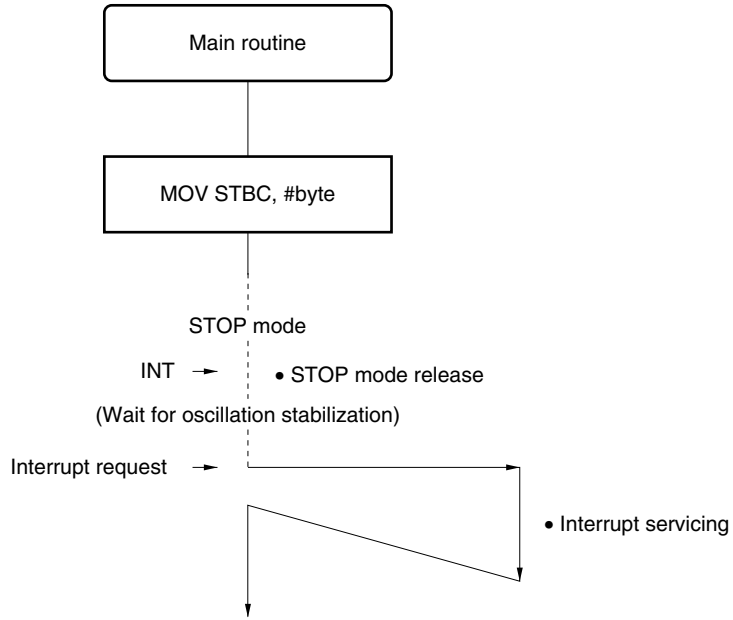 Main routine
MOV STBC, #byte
STOP mode
INT
• STOP mode release
(Wait for oscillation stabilization)
Interrupt request
• Interrupt servicing